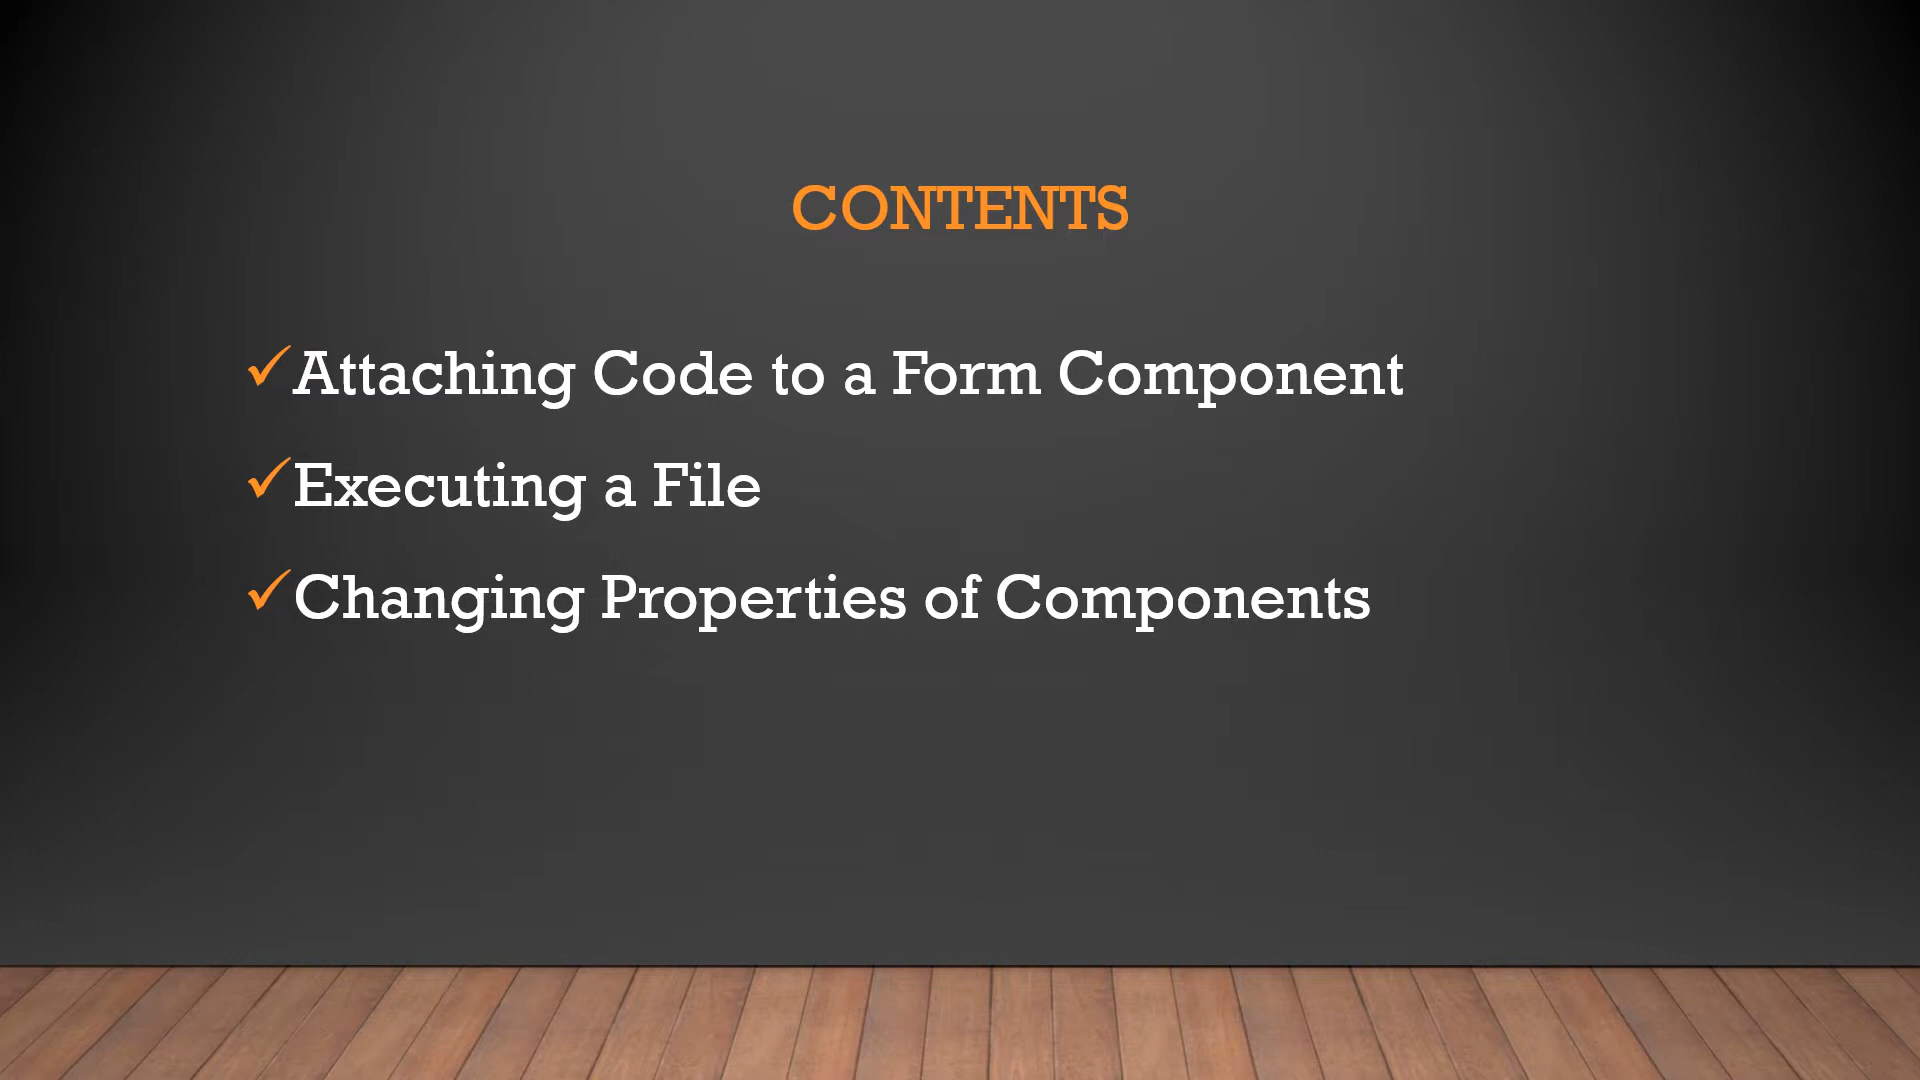 CONTENTS
✓Attaching Code to a Form Component
✓Executing a File
✓Changing Properties of Components